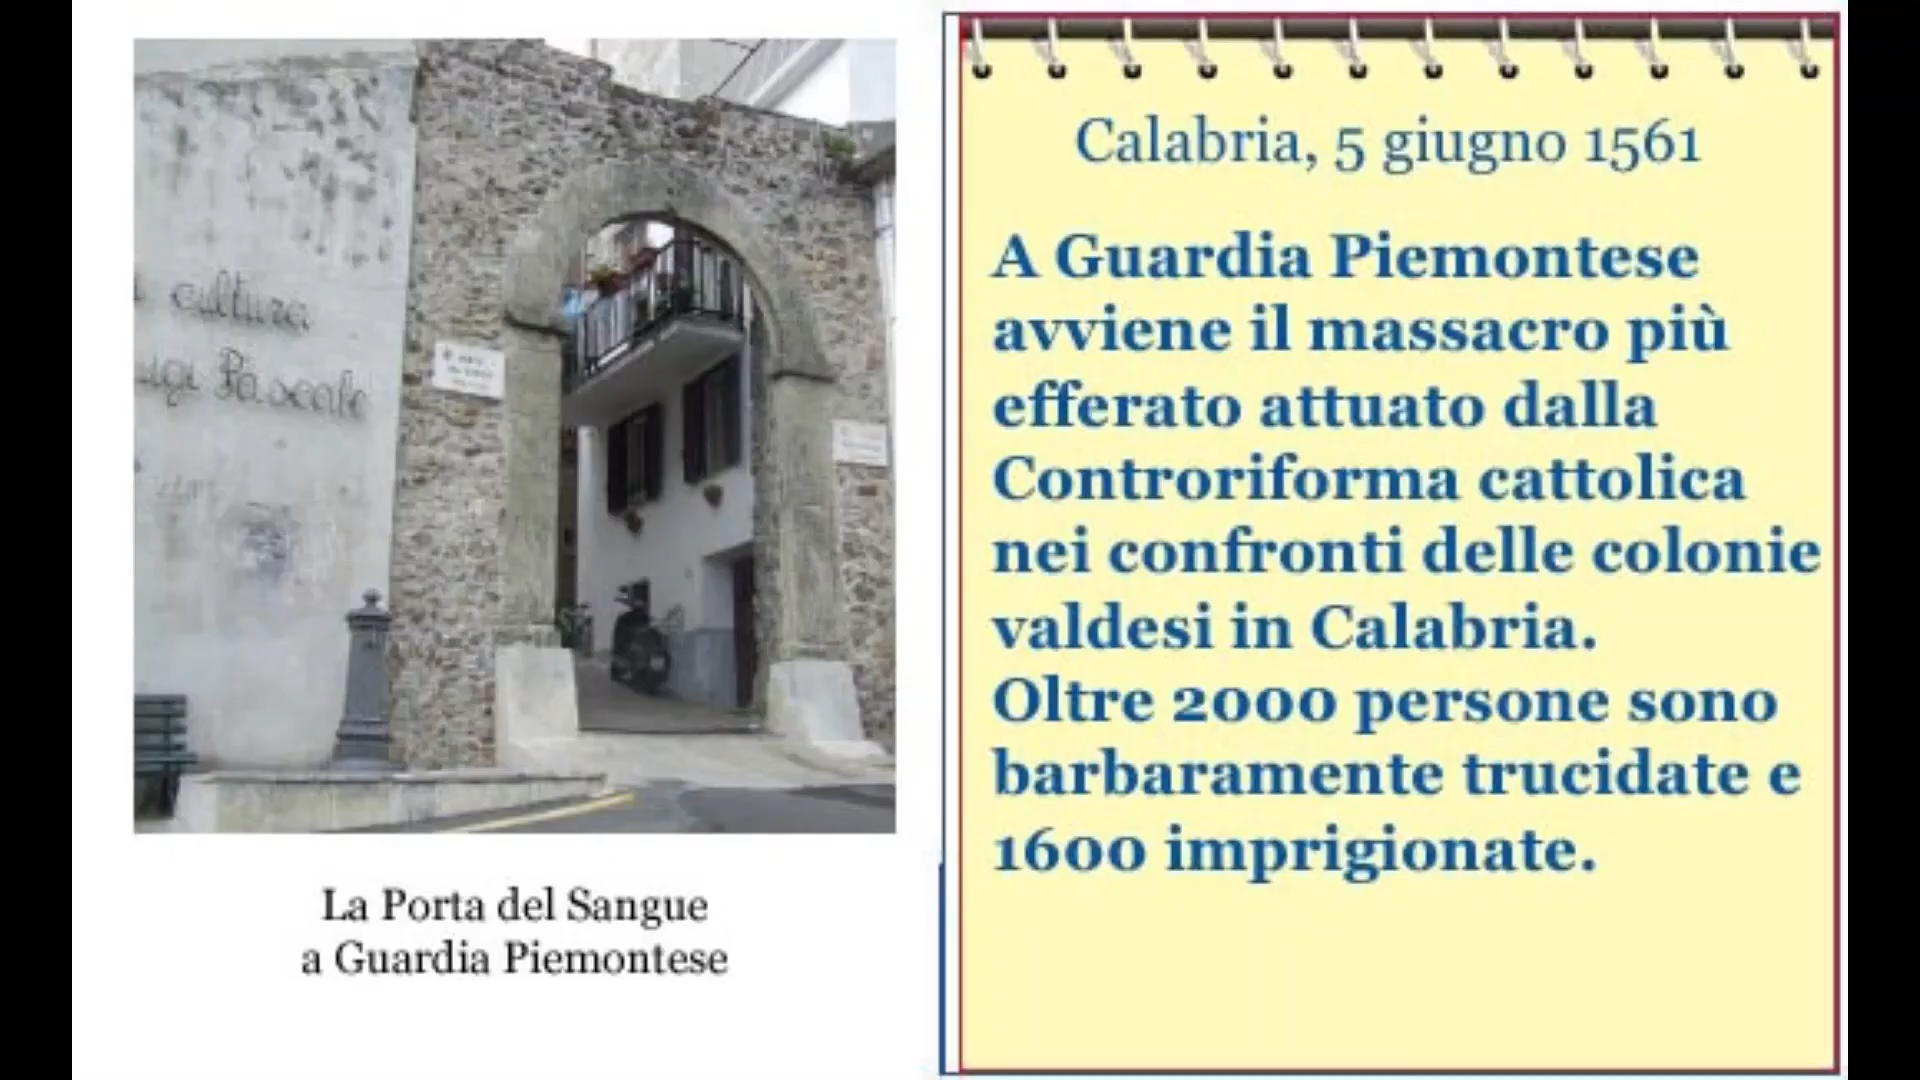 cultura
Pascale
La Porta del Sangue
a Guardia Piemontese
Calabria, 5 giugno 1561
A Guardia Piemontese
avviene il massacro più
efferato attuato dalla
Controriforma cattolica
nei confronti delle colonie
valdesi in Calabria.
Oltre 2000 persone sono
barbaramente trucidate e
1600 imprigionate.